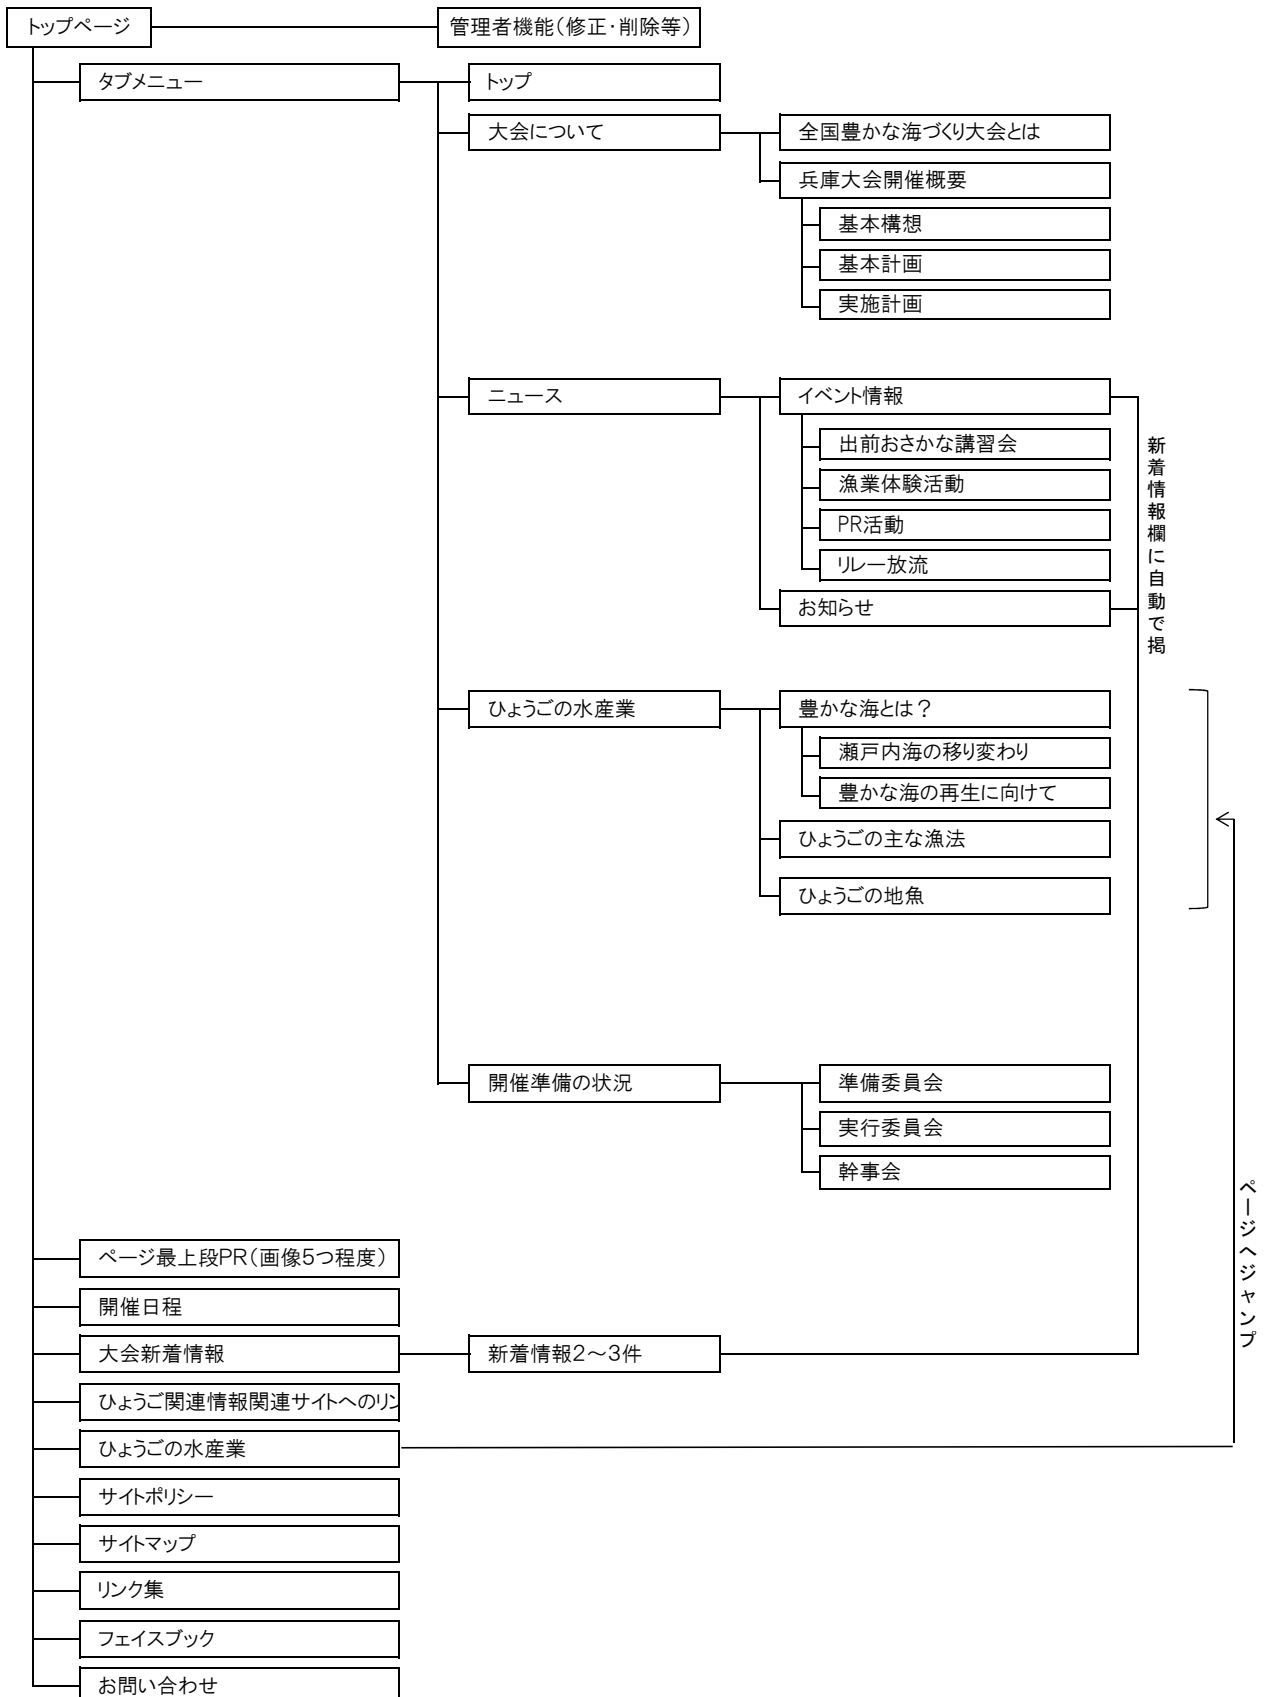 トップページ
管理者機能(修正・削除等)
タブメニュー
トップ
大会について
全国豊かな海づくり大会とは
兵庫大会開催概要
基本構想
基本計画
実施計画
ニュース
イベント情報
出前おさかな講習会
漁業体験活動
PR活動
リレー放流
お知らせ
新着情報欄に自動で掲
ひょうごの水産業
豊かな海とは?
瀬戸内海の移り変わり
豊かな海の再生に向けて
ひょうごの主な漁法
ひょうごの地魚
開催準備の状況
準備委員会
実行委員会
幹事会
ページへジャンプ
ページ最上段PR(画像5つ程度)
開催日程
大会新着情報
新着情報2~3件
ひょうご関連情報関連サイトへのリン
ひょうごの水産業
サイトポリシー
サイトマップ
リンク集
フェイスブック
お問い合わせ